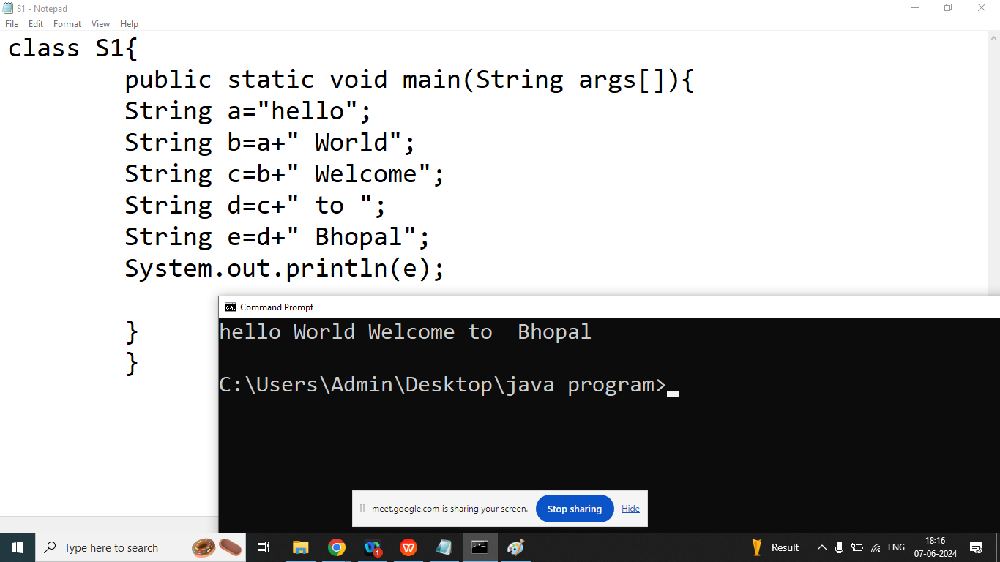 S1 - Notepad
File Edit Format View Help
class S1{
public static void main(String args[]){
String a="hello";
String b=a+" World";
String c=b+" Welcome";
String d=c+" to ";
String e=d+" Bhopal";
System.out.println(e);
}
}
Command Prompt
hello World Welcome to  Bhopal
C:\Users\Admin\Desktop\java program>
meet.google.com is sharing your screen. Stop sharing Hide
Type here to search
1
Result
ENG
18:16
07-06-2024